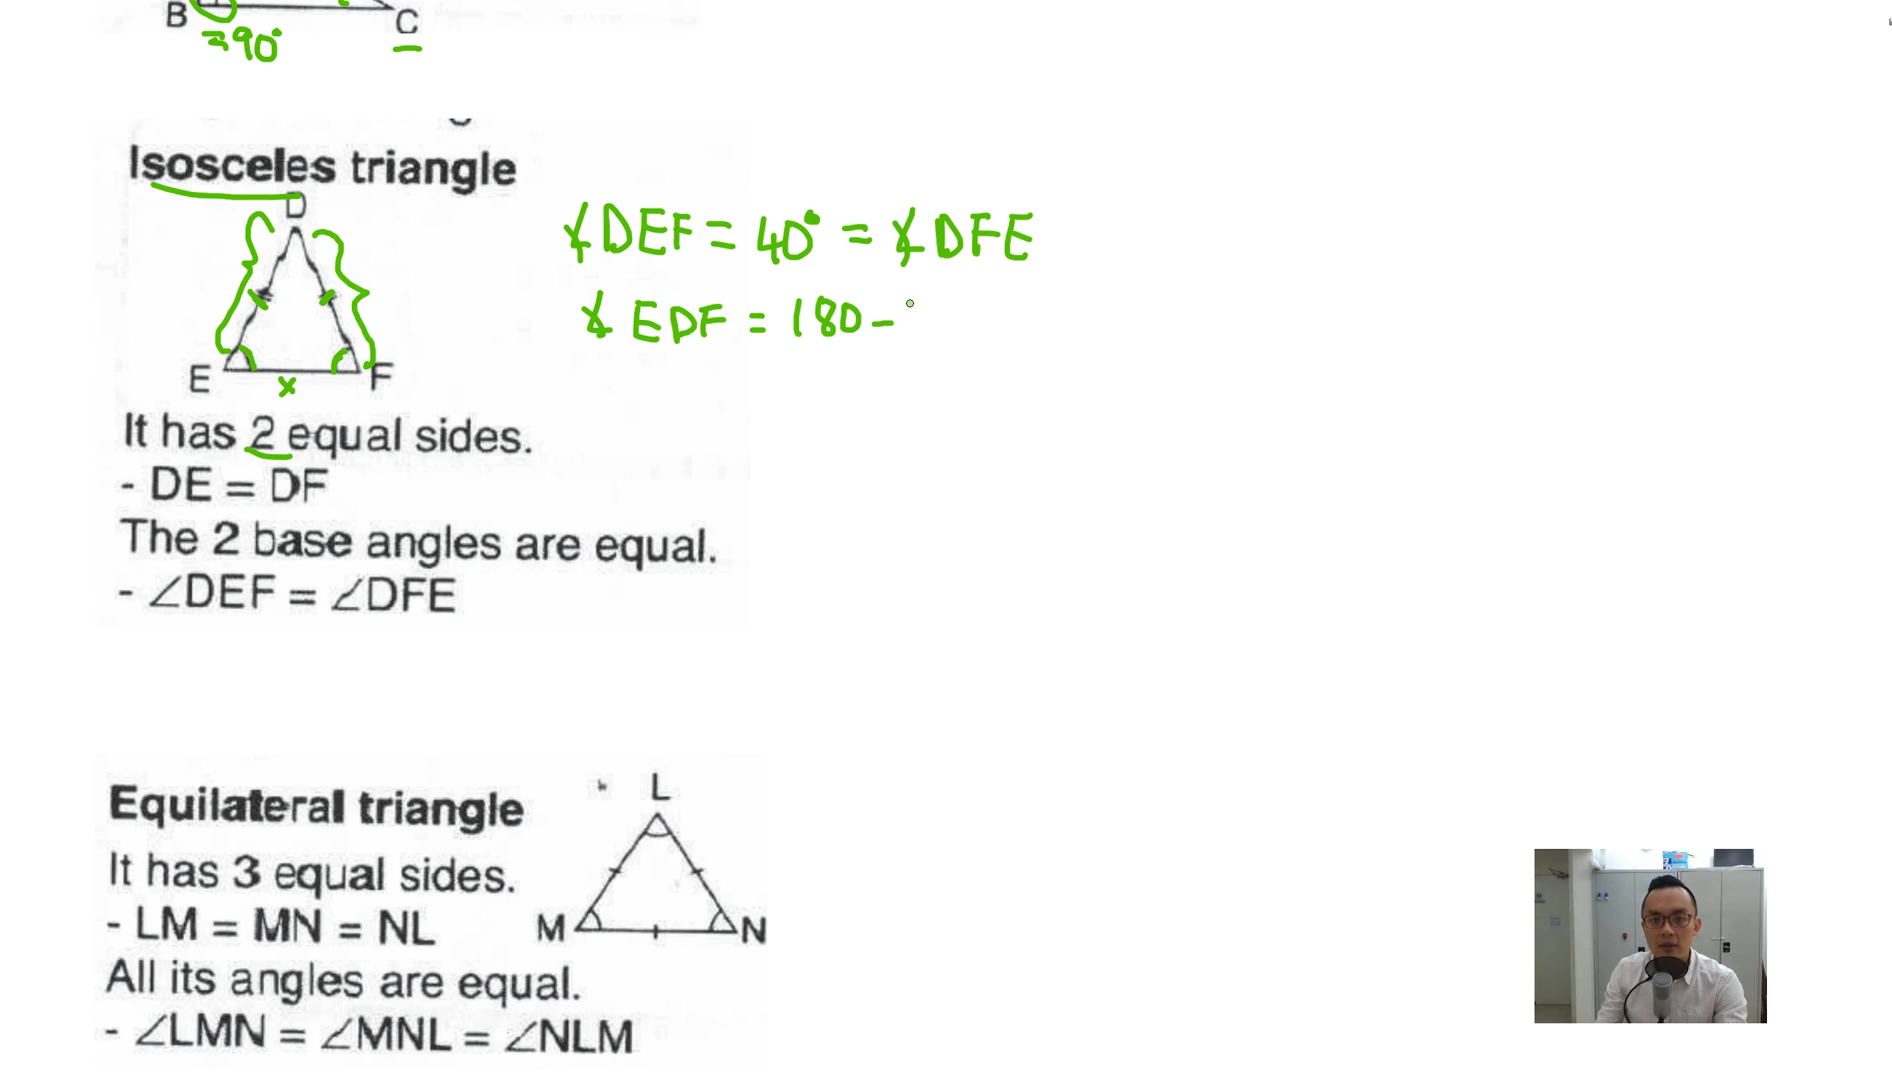 B
C
=90°
Isosceles triangle
D
E
F
x
∡DEF = 40° = ∡DFE
∡ EDF = 180 -
It has 2 equal sides.
- DE = DF
The 2 base angles are equal.
- ∠DEF = ∠DFE
Equilateral triangle
L
M
N
It has 3 equal sides.
- LM = MN = NL
All its angles are equal.
- ∠LMN = ∠MNL = ∠NLM